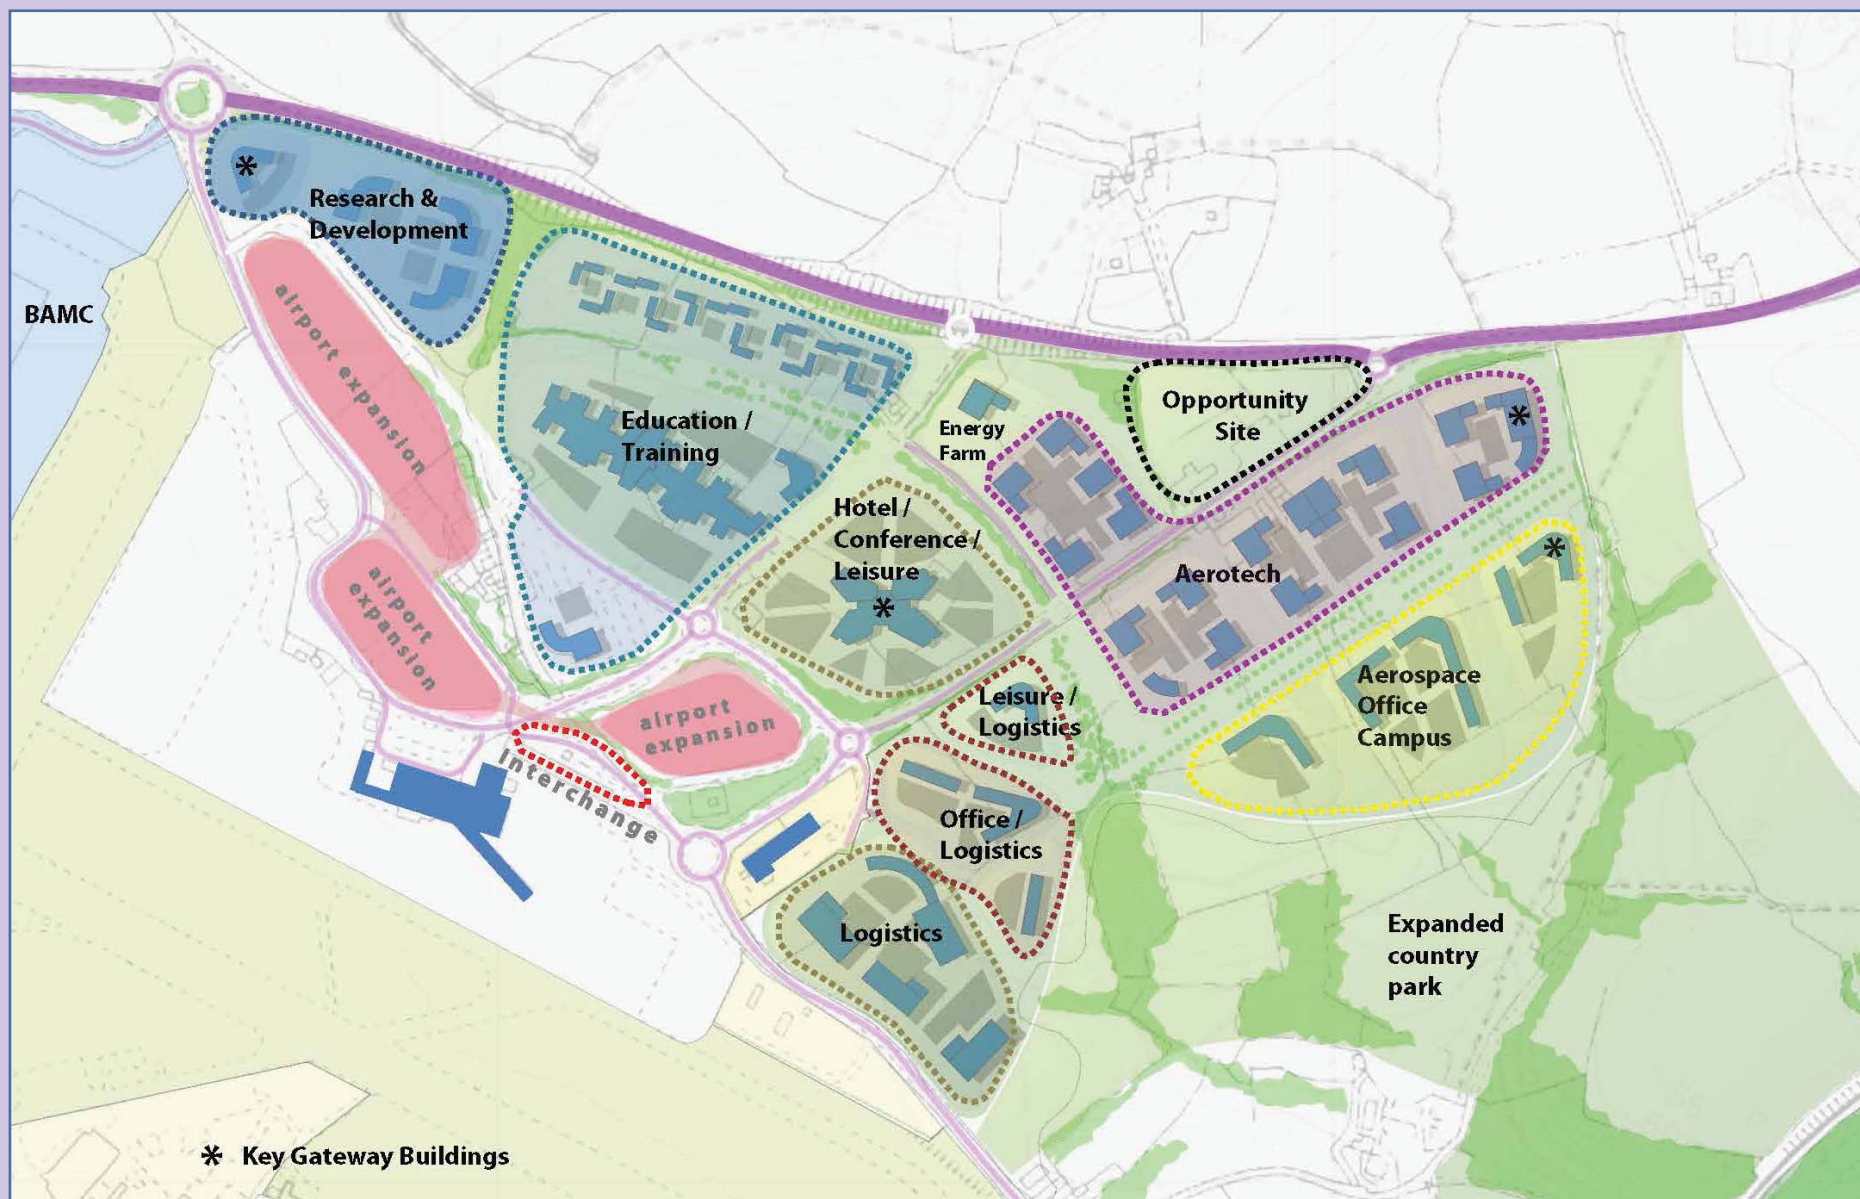 Research &
Development
BAMC
airport expansion
Education /
Training
Energy
Farm
Opportunity
Site
Hotel /
Conference /
Leisure
Aerotech
airport
expansion
Aerospace
Office
Campus
Leisure /
Logistics
airport
expansion
Interchange
Office /
Logistics
Logistics
Expanded
country
park
* Key Gateway Buildings